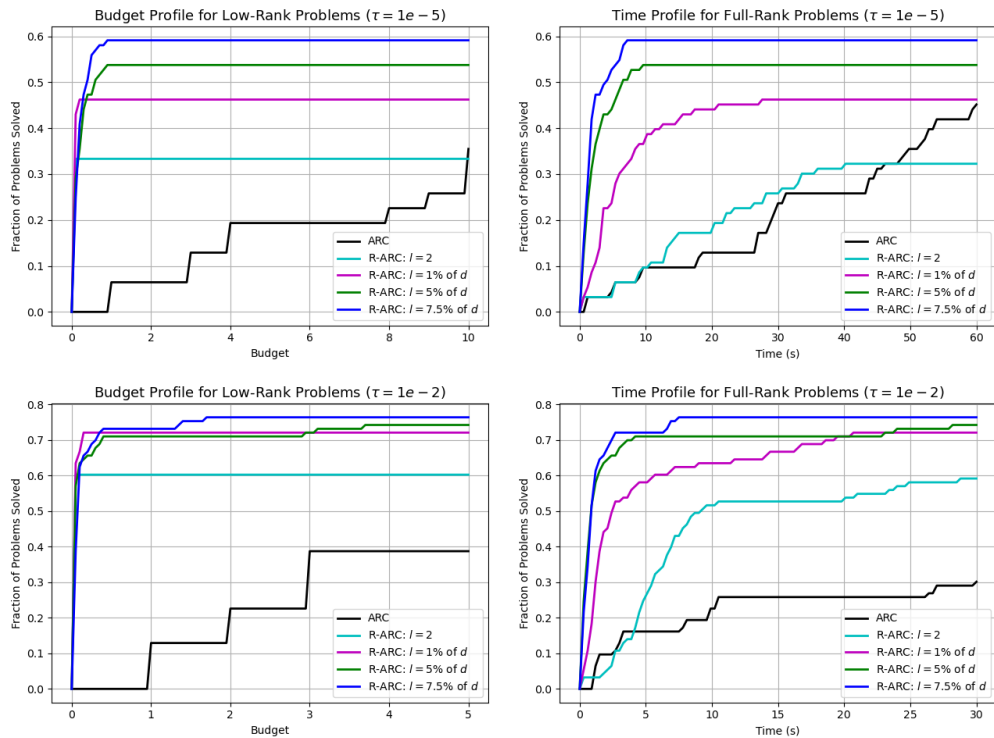 Budget Profile for Low-Rank Problems (τ = 1e − 5)
Fraction of Problems Solved
0.6
0.5
0.4
0.3
0.2
0.1
0.0
ARC
R-ARC: l = 2
R-ARC: l = 1% of d
R-ARC: l = 5% of d
R-ARC: l = 7.5% of d
0 2 4 6 8 10
Budget
Time Profile for Full-Rank Problems (τ = 1e − 5)
Fraction of Problems Solved
0.6
0.5
0.4
0.3
0.2
0.1
0.0
ARC
R-ARC: l = 2
R-ARC: l = 1% of d
R-ARC: l = 5% of d
R-ARC: l = 7.5% of d
0 10 20 30 40 50 60
Time (s)
Budget Profile for Low-Rank Problems (τ = 1e − 2)
Fraction of Problems Solved
0.8
0.7
0.6
0.5
0.4
0.3
0.2
0.1
0.0
ARC
R-ARC: l = 2
R-ARC: l = 1% of d
R-ARC: l = 5% of d
R-ARC: l = 7.5% of d
0 1 2 3 4 5
Budget
Time Profile for Full-Rank Problems (τ = 1e − 2)
Fraction of Problems Solved
0.8
0.7
0.6
0.5
0.4
0.3
0.2
0.1
0.0
ARC
R-ARC: l = 2
R-ARC: l = 1% of d
R-ARC: l = 5% of d
R-ARC: l = 7.5% of d
0 5 10 15 20 25 30
Time (s)